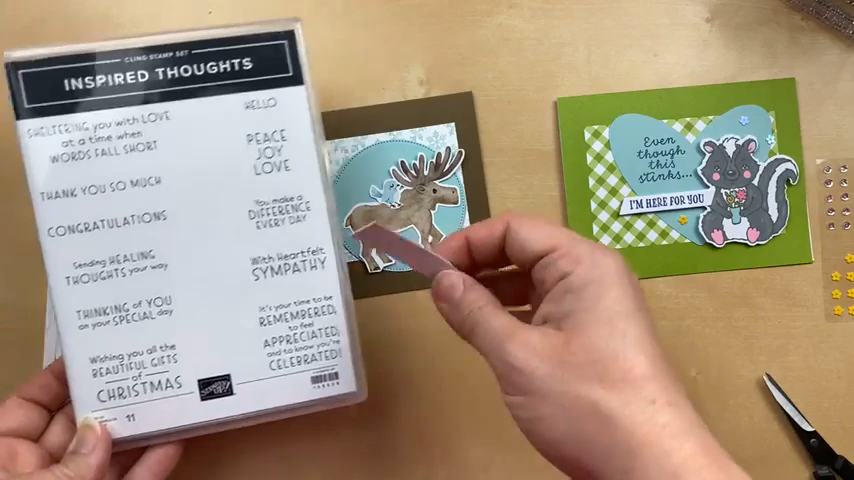 CLING STAMP SET
INSPIRED THOUGHTS
SHELTERING you with LOVE
at a time when
WORDS FALL SHORT
THANK YOU SO MUCH
CONGRATULATIONS
Sending HEALING
THOUGHTS your way
THINKING of YOU
on your SPECIAL day
Wishing you all the
BEAUTIFUL GIFTS
of
CHRISTMAS
11
HELLO
PEACE
JOY
LOVE
You make a
DIFFERENCE
EVERY DAY
With Heartfelt
SYMPATHY
It's your time to be
REMEMBERED,
to feel
APPRECIATED,
and to know you're
CELEBRATED!
STAMPIN' UP!
Even
though
this
stinks...
I'M HERE FOR YOU